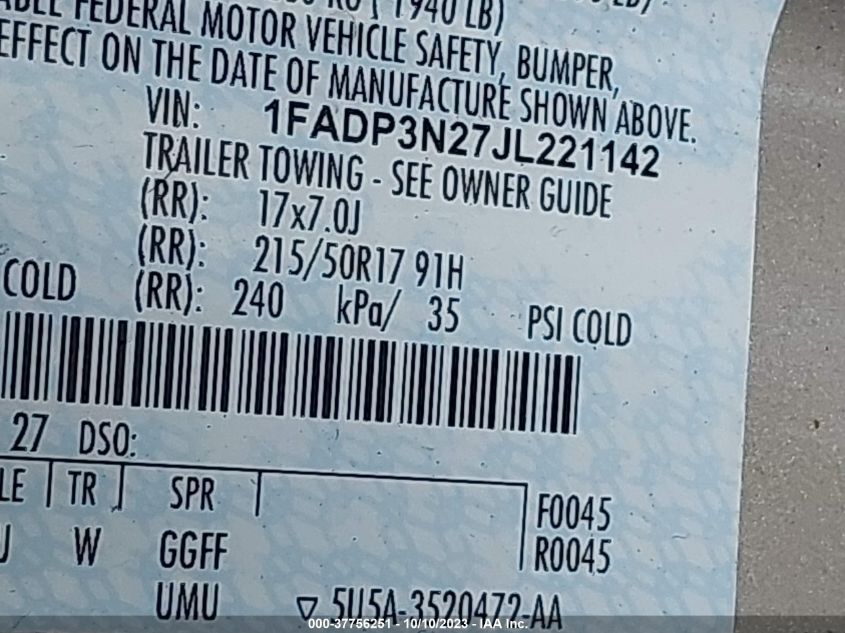 1940 LB)
FEDERAL MOTOR VEHICLE SAFETY, BUMPER,
EFFECT ON THE DATE OF MANUFACTURE SHOWN ABOVE.
VIN: 1FADP3N27JL221142
TRAILER TOWING - SEE OWNER GUIDE
(RR): 17x7.0J
(RR): 215/50R17 91H
COLD (RR): 240 kPa/ 35 PSI COLD
27 DSO:
LE TR SPR F0045
J W GGFF R0045
UMU ▽ 5U5A-3520472-AA
000-37756251 - 10/10/2023 - IAA Inc.